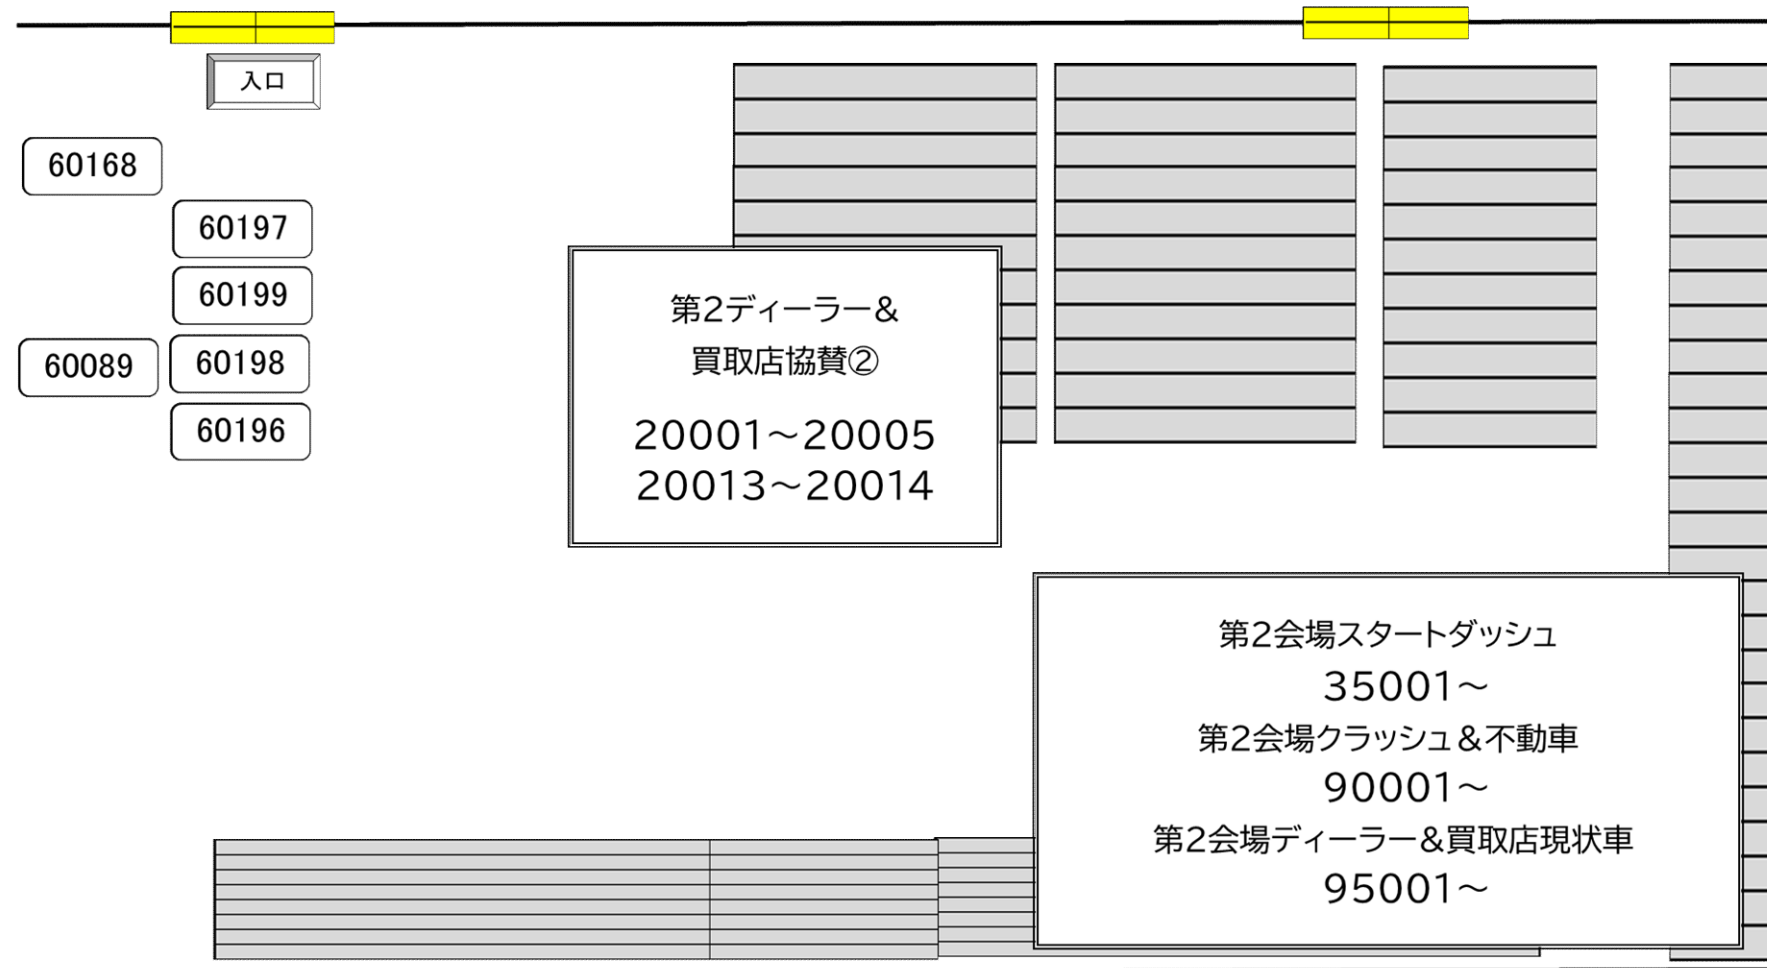 入口
60168
60197
60199
60089
60198
60196
第2ディーラー&
買取店協賛②
20001～20005
20013～20014
第2会場スタートダッシュ
35001～
第2会場クラッシュ&不動車
90001～
第2会場ディーラー&買取店現状車
95001～